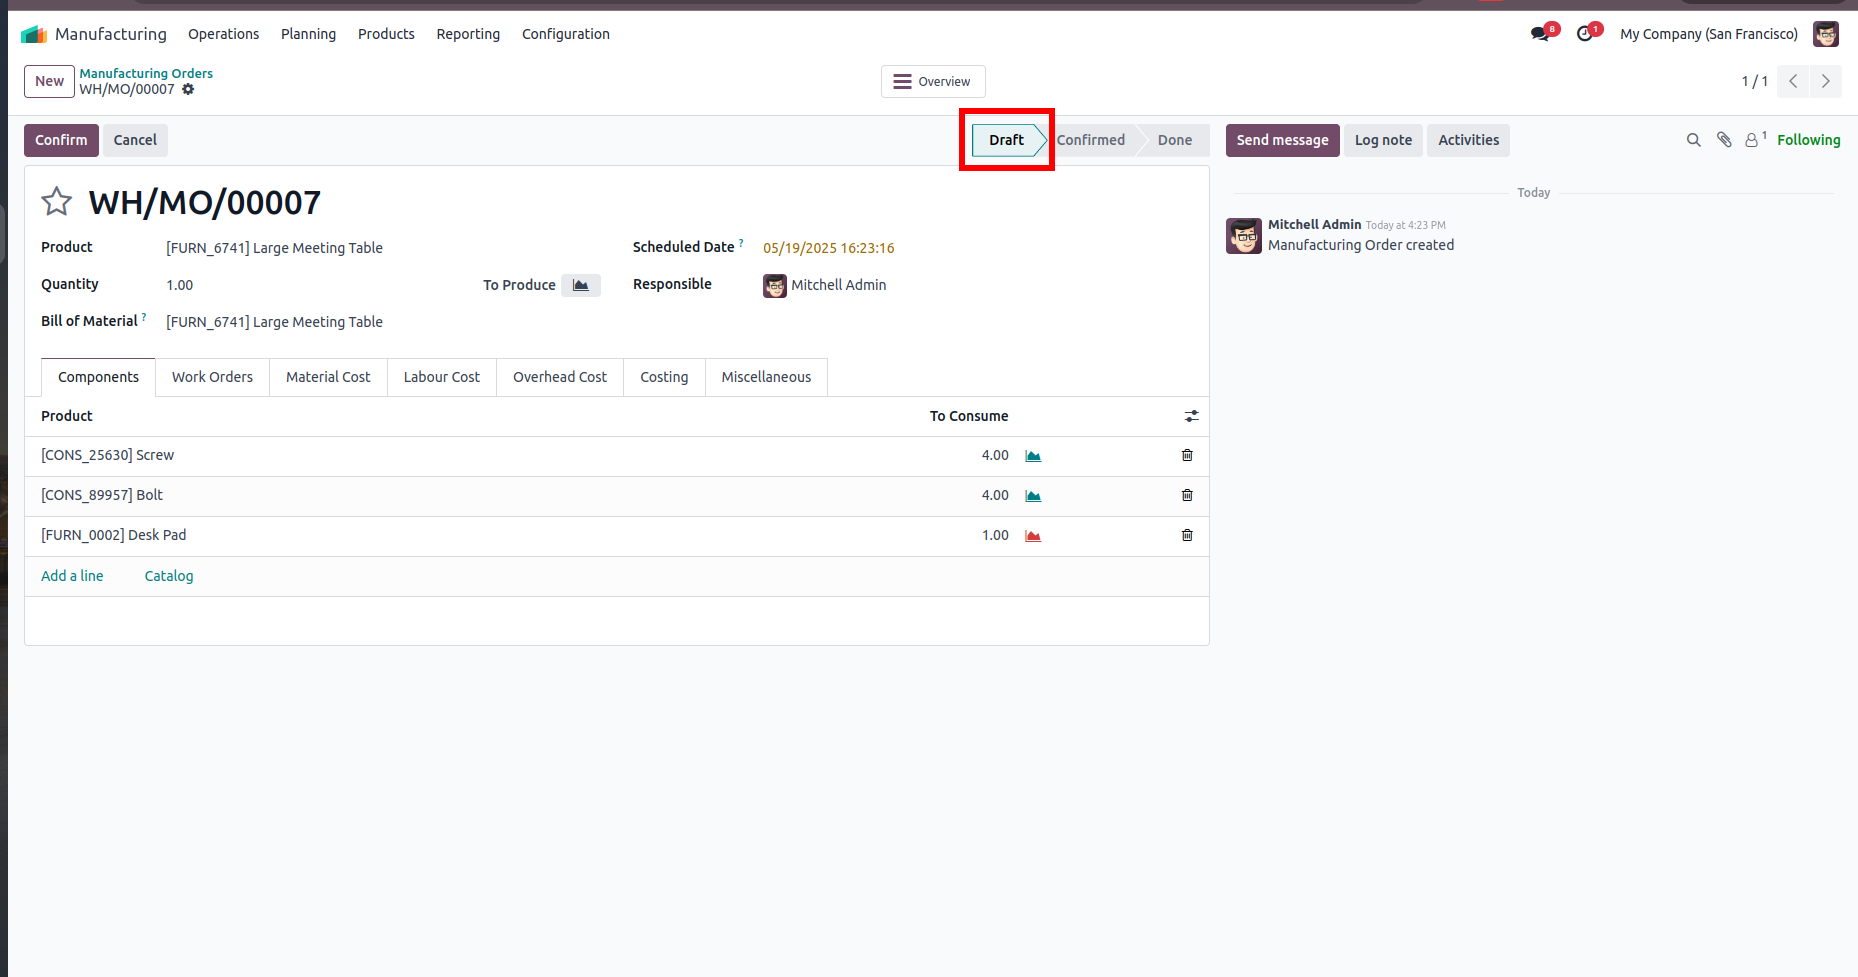 Manufacturing Operations Planning Products Reporting Configuration 8 1 My Company (San Francisco)
New Manufacturing Orders
WH/MO/00007 Overview 1 / 1
Confirm Cancel Draft Confirmed Done Send message Log note Activities 1 Following
WH/MO/00007
Today
Product [FURN_6741] Large Meeting Table Scheduled Date ? 05/19/2025 16:23:16
Mitchell Admin Today at 4:23 PM
Manufacturing Order created
Quantity 1.00 To Produce Responsible Mitchell Admin
Bill of Material ? [FURN_6741] Large Meeting Table
Components Work Orders Material Cost Labour Cost Overhead Cost Costing Miscellaneous
Product To Consume
[CONS_25630] Screw 4.00
[CONS_89957] Bolt 4.00
[FURN_0002] Desk Pad 1.00
Add a line Catalog